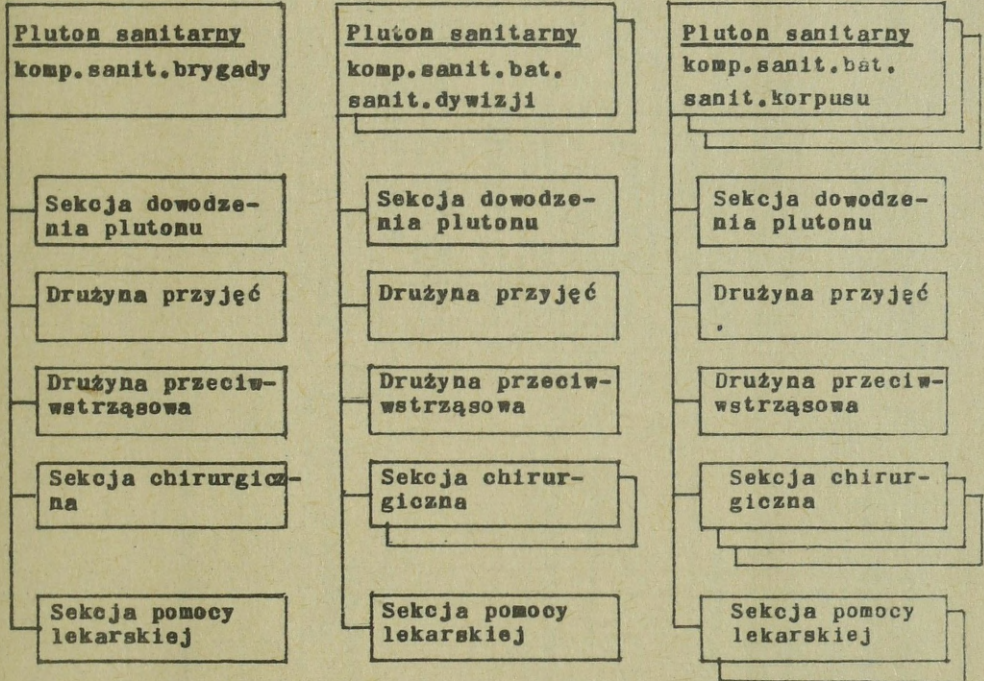 Pluton sanitarny
komp.sanit.brygady
Sekcja dowodze-
nia plutonu
Drużyna przyjęć
Drużyna przeciw-
wstrząsowa
Sekcja chirurgicz-
na
Sekcja pomocy
lekarskiej
Pluton sanitarny
komp.sanit.bat.
sanit.dywizji
Sekcja dowodze-
nia plutonu
Drużyna przyjęć
Drużyna przeciw-
wstrząsowa
Sekcja chirur-
giczna
Sekcja pomocy
lekarskiej
Pluton sanitarny
komp.sanit.bat.
sanit.korpusu
Sekcja dowodze-
nia plutonu
Drużyna przyjęć
.
Drużyna przeciw-
wstrząsowa
Sekcja chirur-
giczna
Sekcja pomocy
lekarskiej